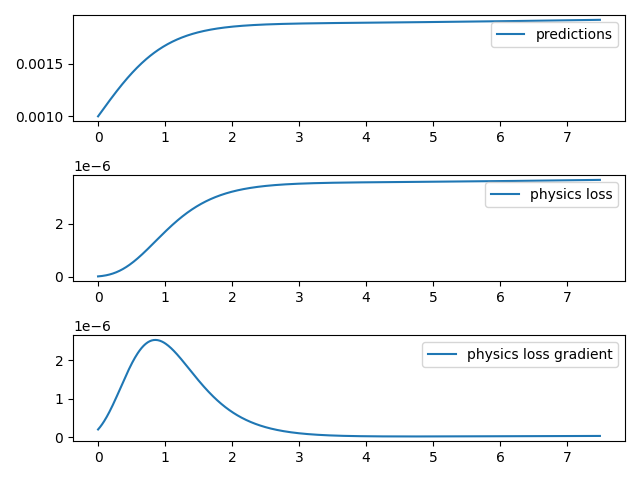 predictions
0.0015
0.0010
0 1 2 3 4 5 6 7
1e−6
physics loss
2
0
0 1 2 3 4 5 6 7
1e−6
physics loss gradient
2
1
0
0 1 2 3 4 5 6 7